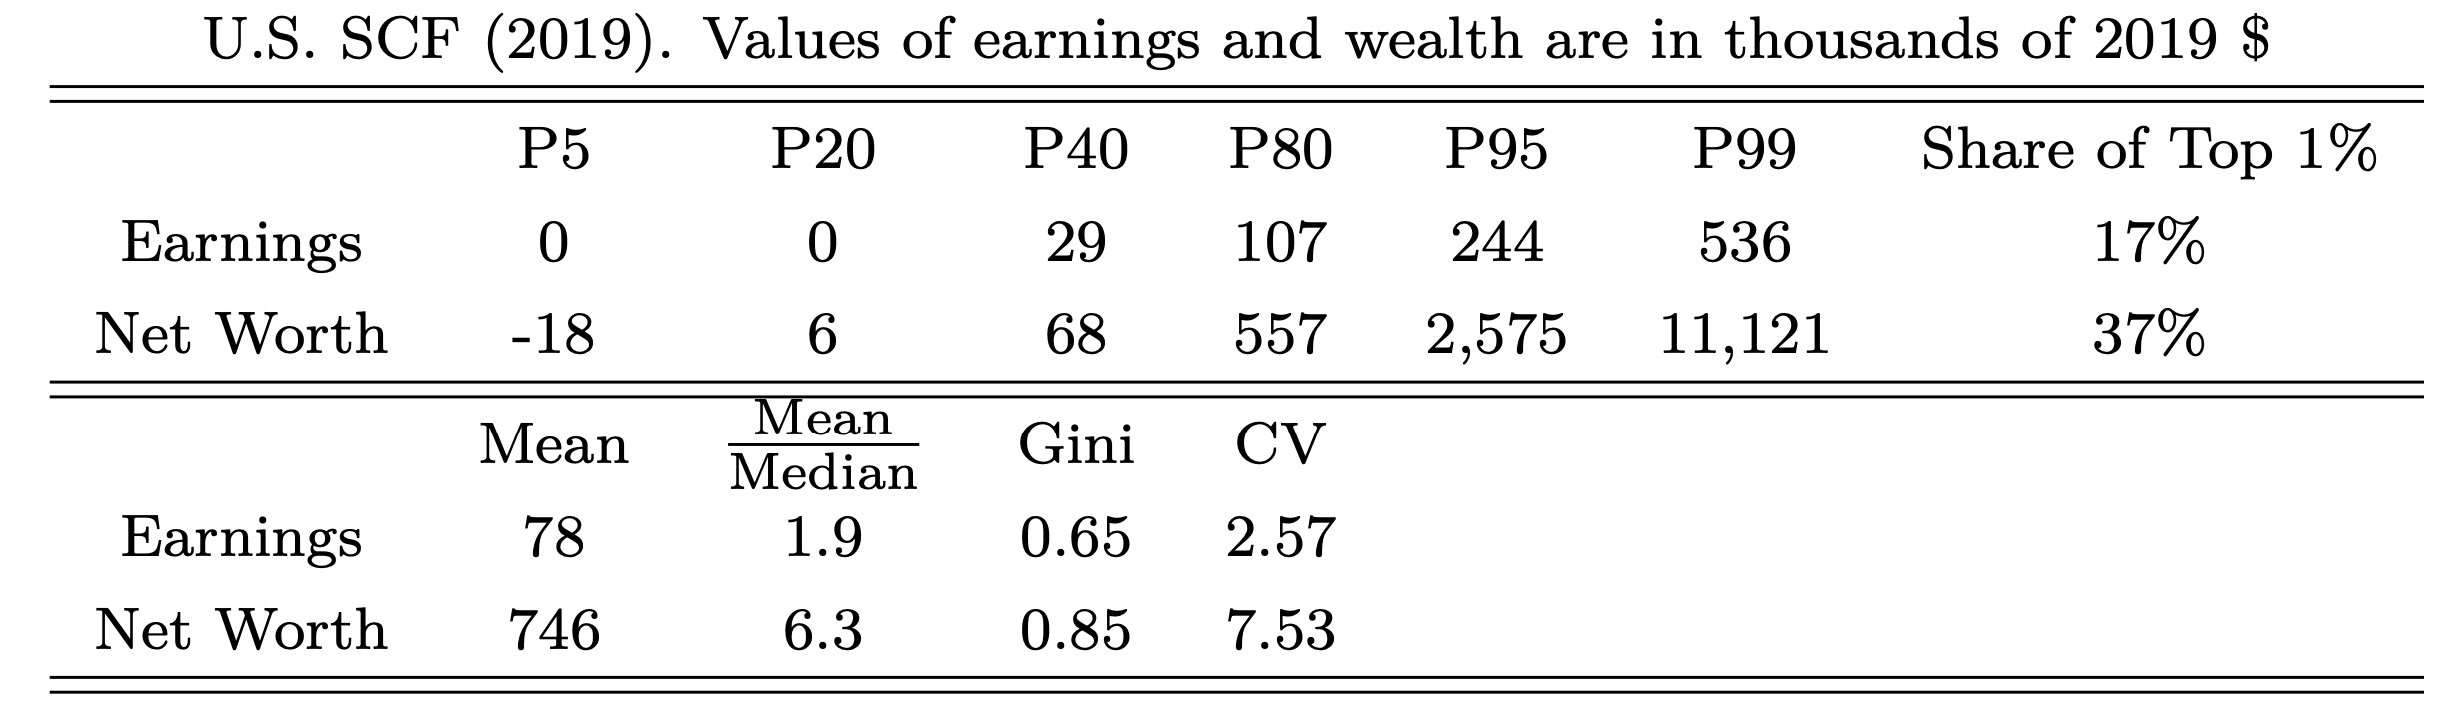 U.S. SCF (2019). Values of earnings and wealth are in thousands of 2019 $
P5 P20 P40 P80 P95 P99 Share of Top 1%
Earnings 0 0 29 107 244 536 17%
Net Worth -18 6 68 557 2,575 11,121 37%
Mean Mean/Median Gini CV
Earnings 78 1.9 0.65 2.57
Net Worth 746 6.3 0.85 7.53